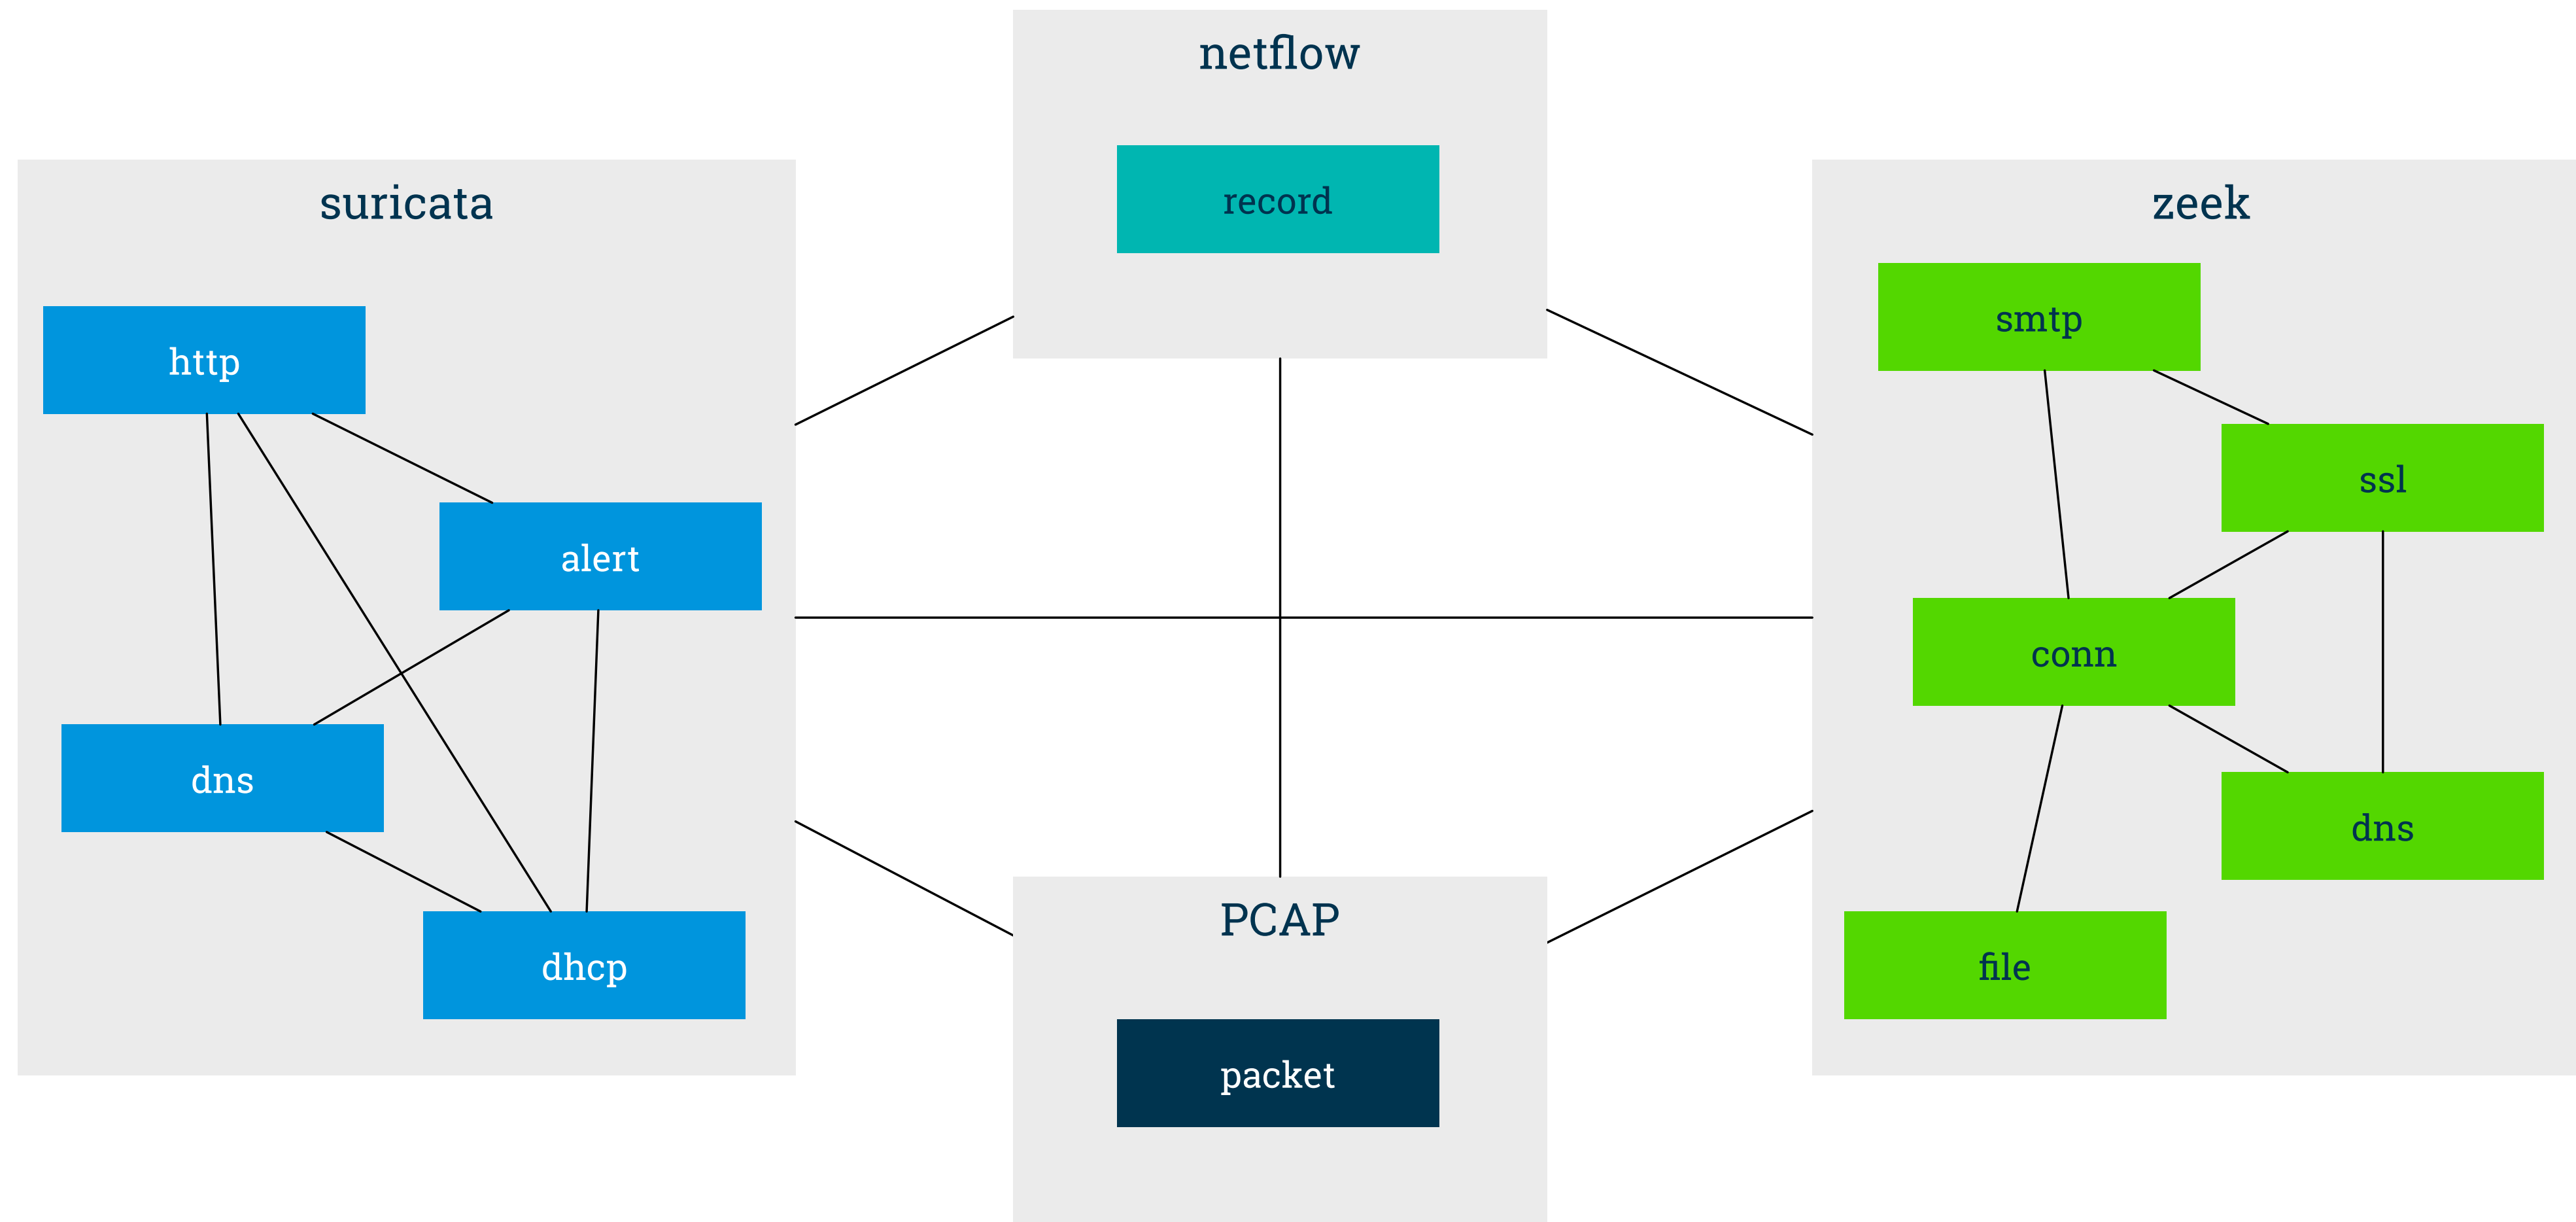 netflow
record
suricata
http
alert
dns
dhcp
zeek
smtp
ssl
conn
dns
file
PCAP
packet